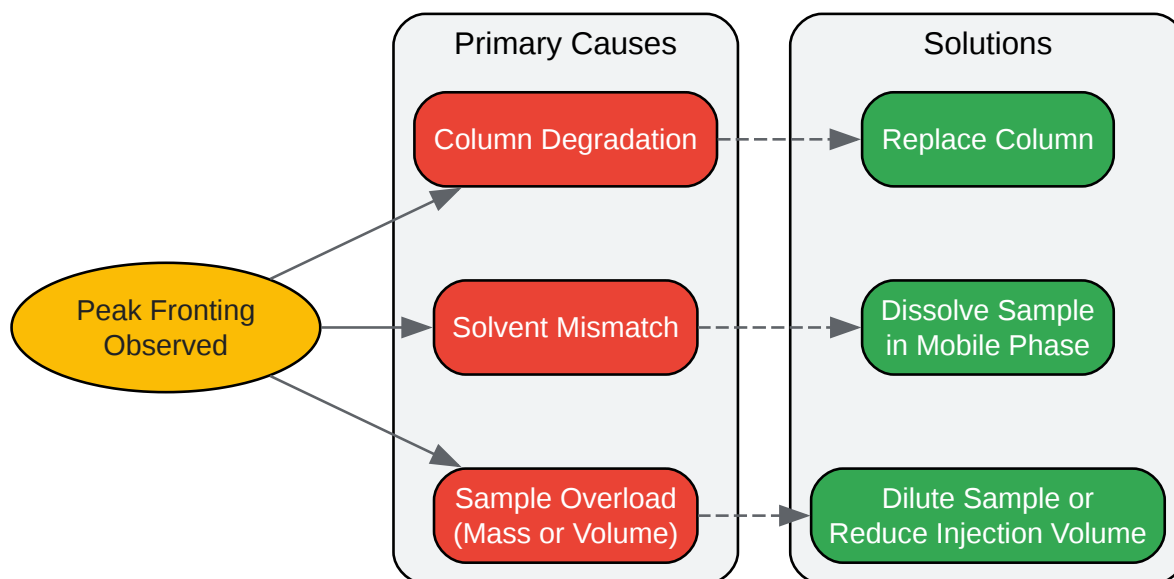 Primary Causes
Solutions
Column Degradation
Replace Column
Peak Fronting
Observed
Solvent Mismatch
Dissolve Sample
in Mobile Phase
Sample Overload
(Mass or Volume)
Dilute Sample or
Reduce Injection Volume